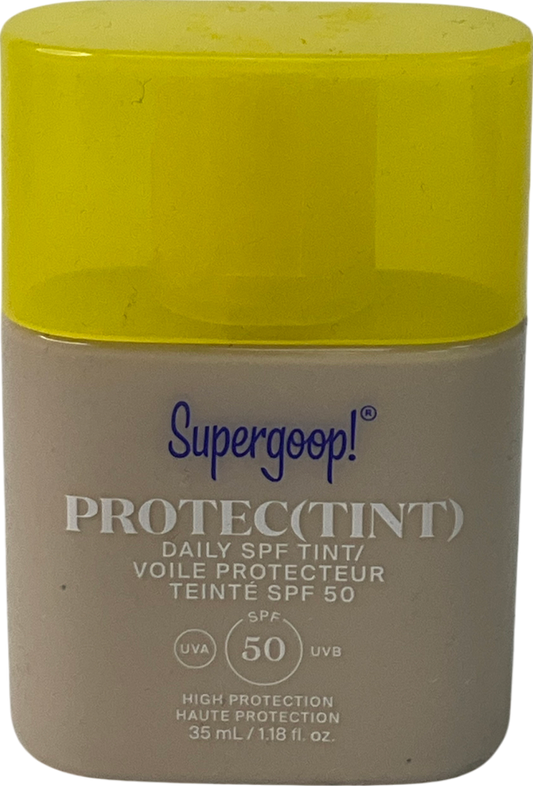 Supergoop!®
PROTEC(TINT)
DAILY SPF TINT/
VOILE PROTECTEUR
TEINTÉ SPF 50
SPF
UVA 50 UVB
HIGH PROTECTION
HAUTE PROTECTION
35 mL / 1.18 fl. oz.